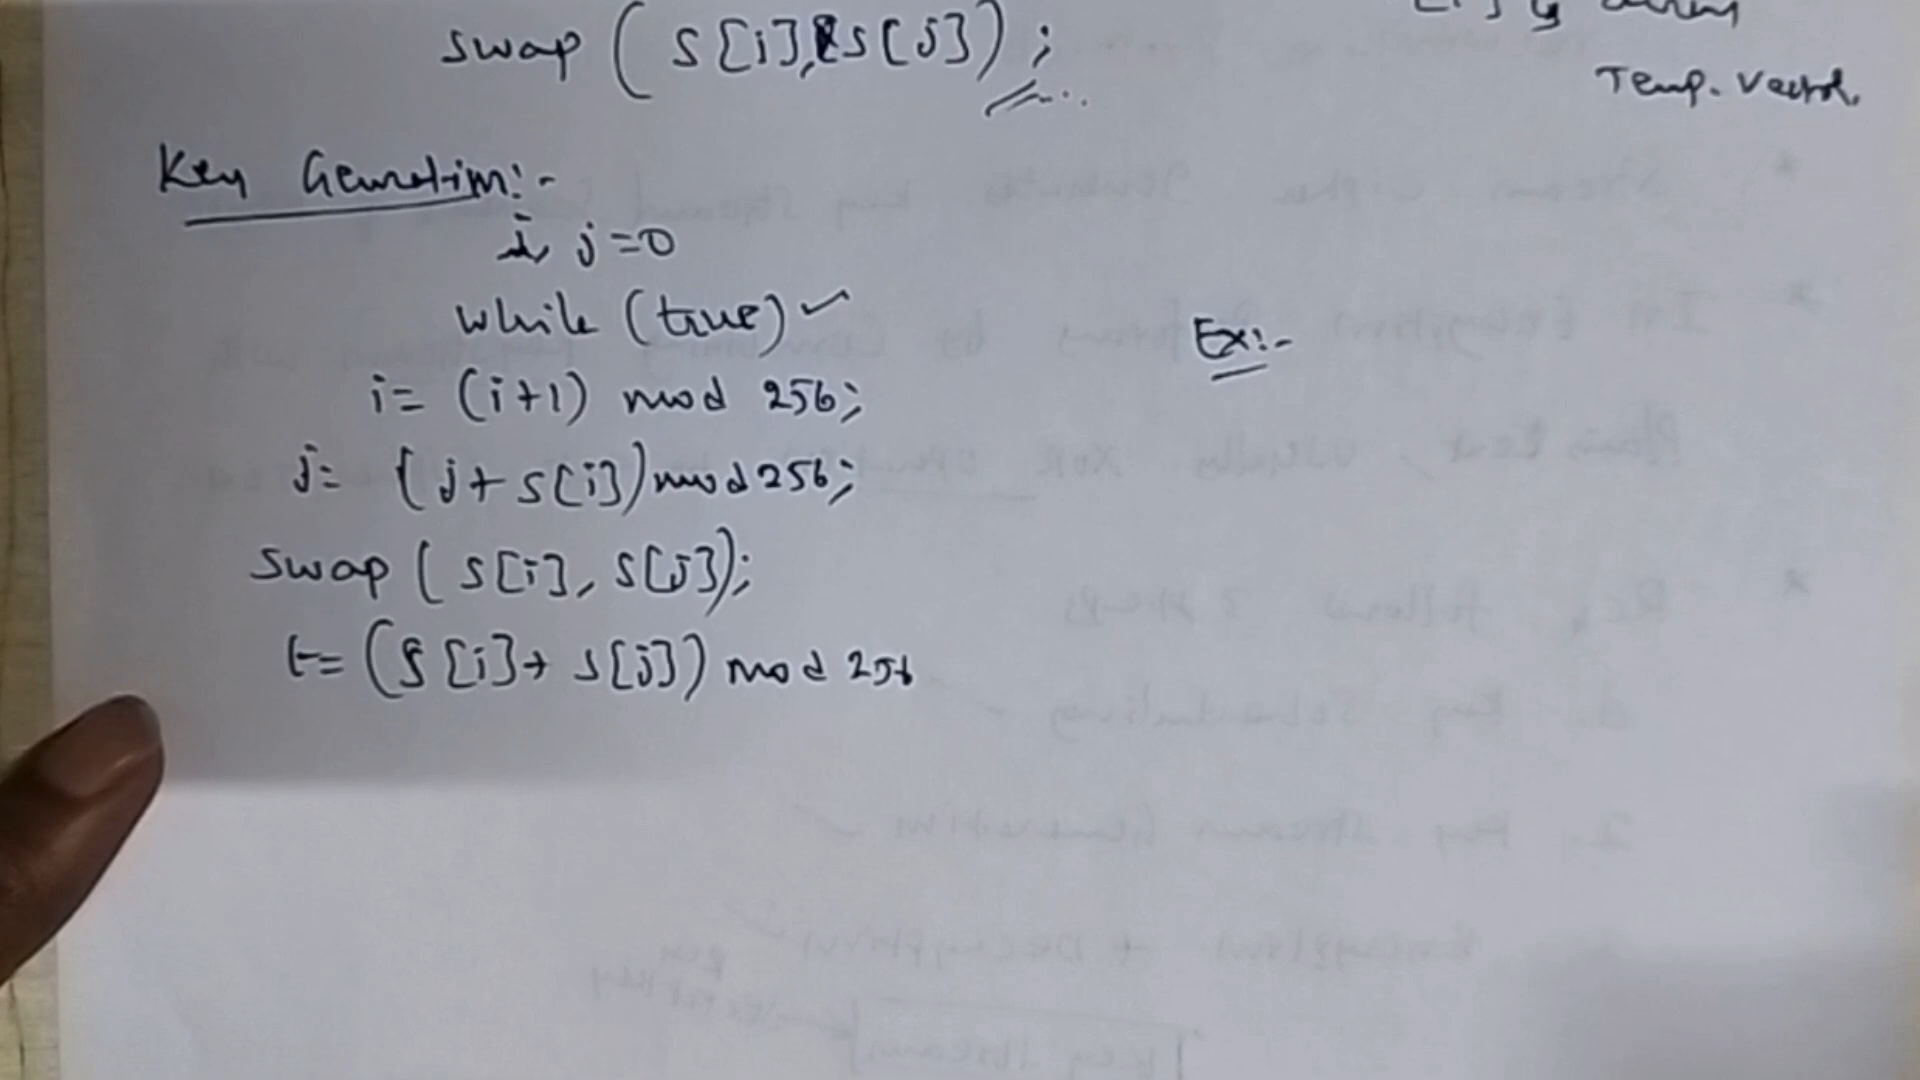 swap ( S[i], S[j]) ;
Temp. Vector.
Key Generation:-
i, j=0
while (true)
i= (i+1) mod 256;
j= (j+ s[i]) mod 256;
swap ( s[i], s[j]);
t= (S[i]+ s[j]) mod 256
Ex:-